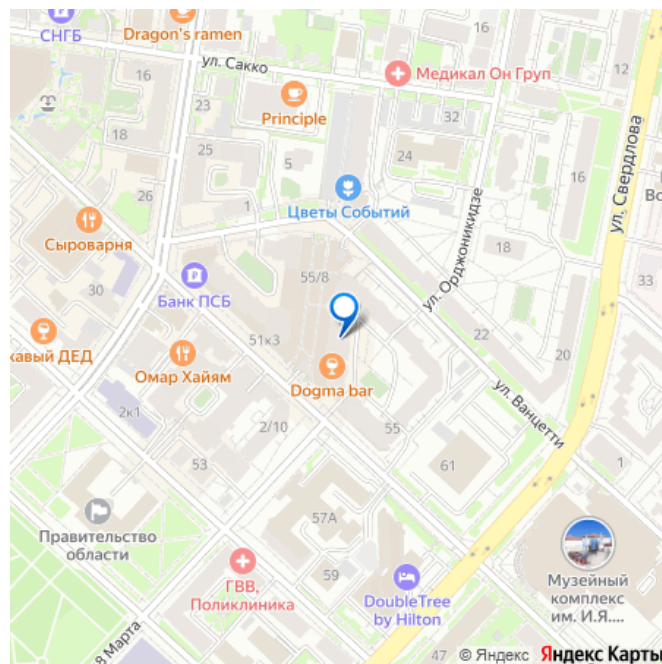 СНГБ
16
Dragon's ramen
ул. Сакко
Медикал Он Груп
12
23
Principle
32
18
25
5
24
16
ул. Свердлова
26
1
Цветы Событий
ул. Орджоникидзе
Сыроварня
18
30
Банк ПСБ
55/8
33
51к3
22
20
Омар Хайям
Dogma bar
ул. Ванцетти
2к1
2/10
55
53
61
1
57А
Правительство
области
59
ГВВ,
Поликлиника
DoubleTree
by Hilton
Музейный
комплекс
им. И.Я....
8 Марта
47
© Яндекс Яндекс Карты